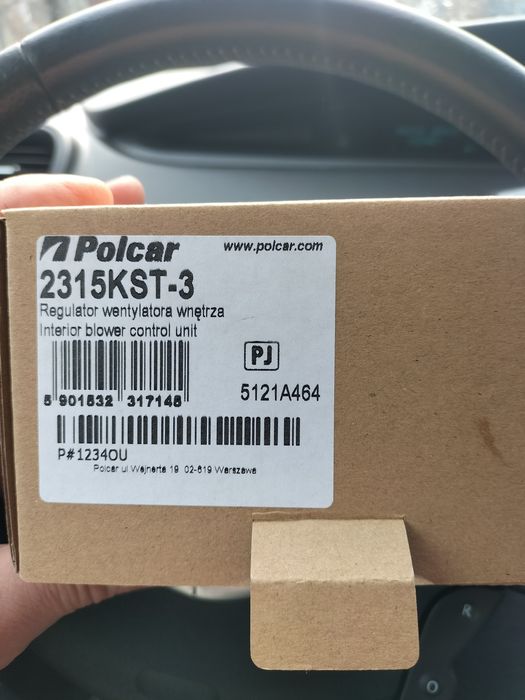 Polcar
www.polcar.com
2315KST-3
Regulator wentylatora wnętrza
Interior blower control unit
PJ
5 901532 317145
5121A464
P#1234OU
Polcar ul Wejnerta 19 02-619 Warszawa
R
O